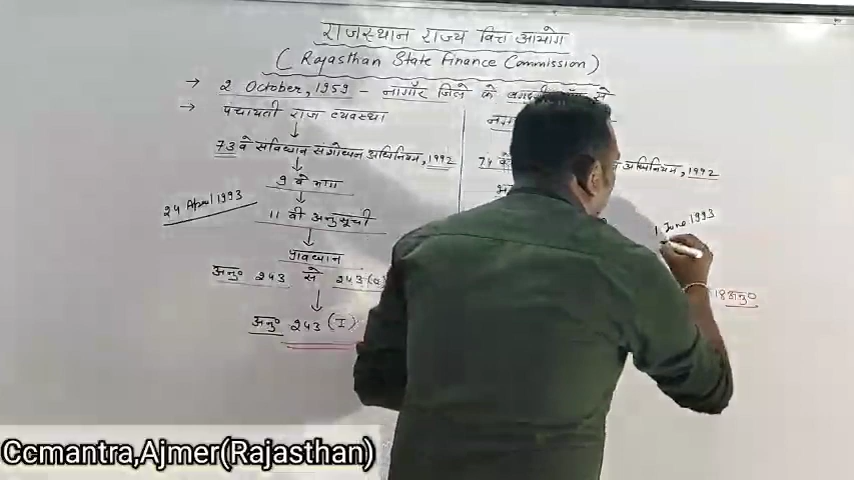 राजस्थान राज्य वित्त आयोग
( Rajasthan State Finance Commission)
→ 2 October, 1959 - नागौर जिले के से
→ पंचायती राज व्यवस्था
73 वें संविधान संशोधन अधिनियम, 1992
9 वें भाग
24 April 1993
11 वीं अनुसूची
प्रावधान
अनु० 243 से 243
अनु० 243 (I)
74 वें अधिनियम, 1992
1 June 1993
18 अनु०
Ccmantra,Ajmer(Rajasthan)